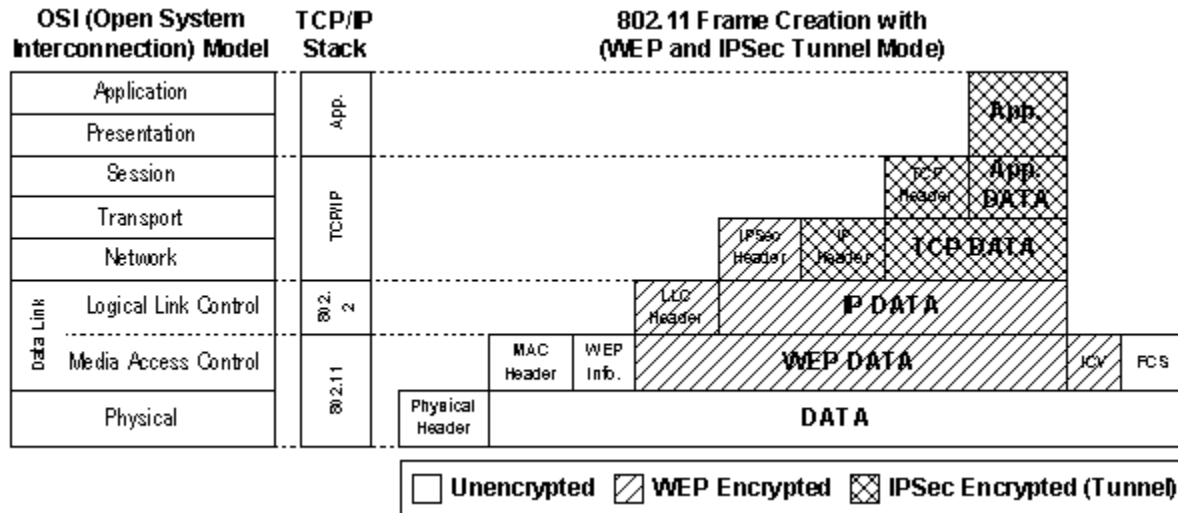 OSI (Open System
Interconnection) Model
TCP/IP
Stack
802.11 Frame Creation with
(WEP and IPSec Tunnel Mode)
Application
Presentation
Session
Transport
Network
Data Link
Logical Link Control
Media Access Control
Physical
App.
TCP/IP
802.
2
802.11
App.
TCP
Header
App.
DATA
IPSec
Header
IP
Header
TCP DATA
LLC
Header
IP DATA
MAC
Header
WEP
Info.
WEP DATA
ICV
FCS
Physical
Header
DATA
Unencrypted
WEP Encrypted
IPSec Encrypted (Tunnel)